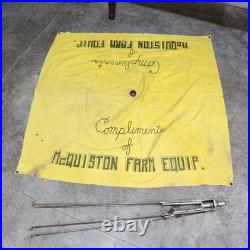 McQUISTON FARM EQUIP.
of
Compliments
Compliments
of
McQUISTON FARM EQUIP.